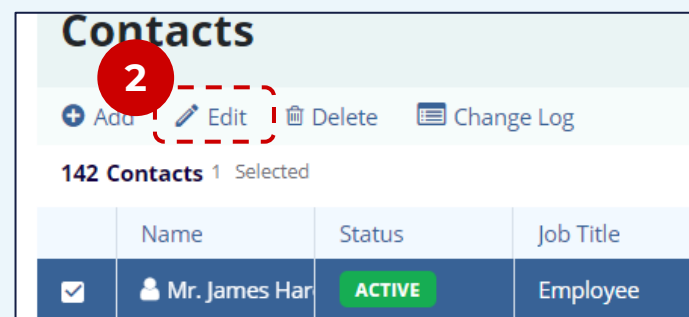 Contacts
2
Add Edit Delete Change Log
142 Contacts 1 Selected
Name Status Job Title
Mr. James Har ACTIVE Employee